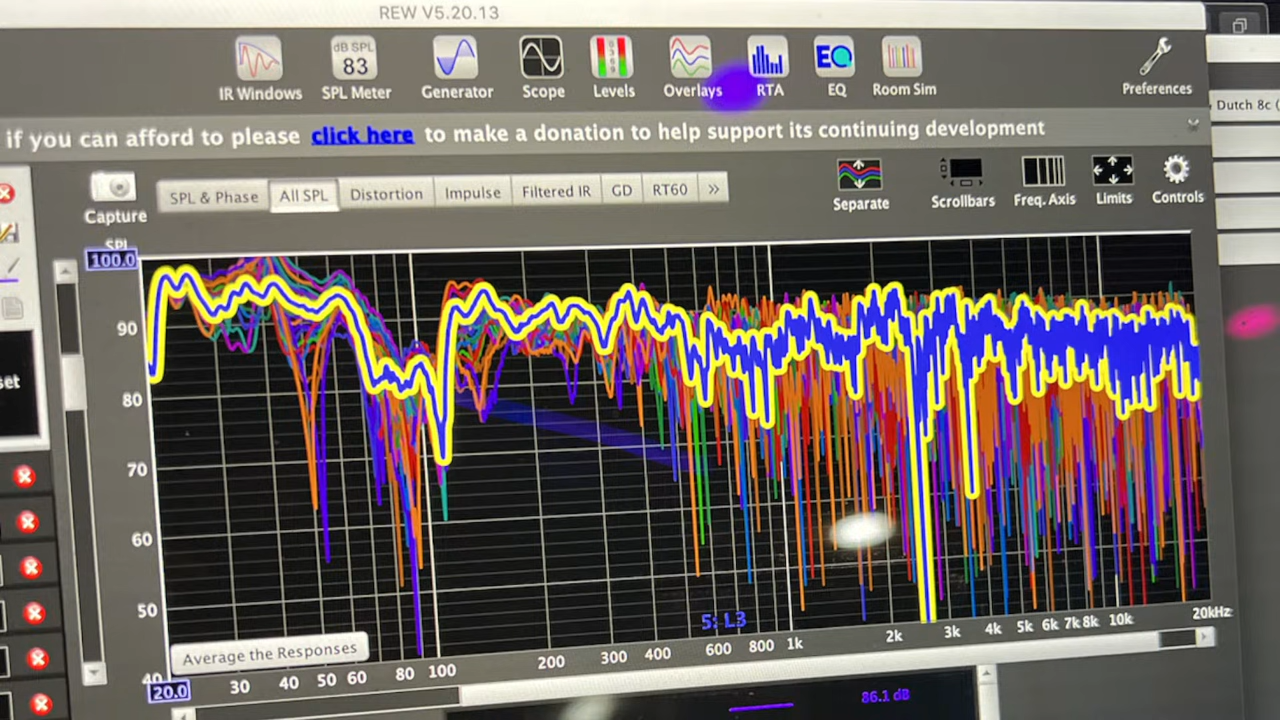 REW V5.20.13
dB SPL
83
IR Windows SPL Meter Generator Scope Levels Overlays RTA EQ Room Sim Preferences
EQ
Dutch 8c (
if you can afford to please click here to make a donation to help support its continuing development
Capture SPL & Phase All SPL Distortion Impulse Filtered IR GD RT60 »
Separate Scrollbars Freq. Axis Limits Controls
SPL
100.0
90
set
80
70
60
50
5: L3
Average the Responses
40
20.0 30 40 50 60 80 100 200 300 400 600 800 1k 2k 3k 4k 5k 6k 7k 8k 10k 20kHz
86.1 dB